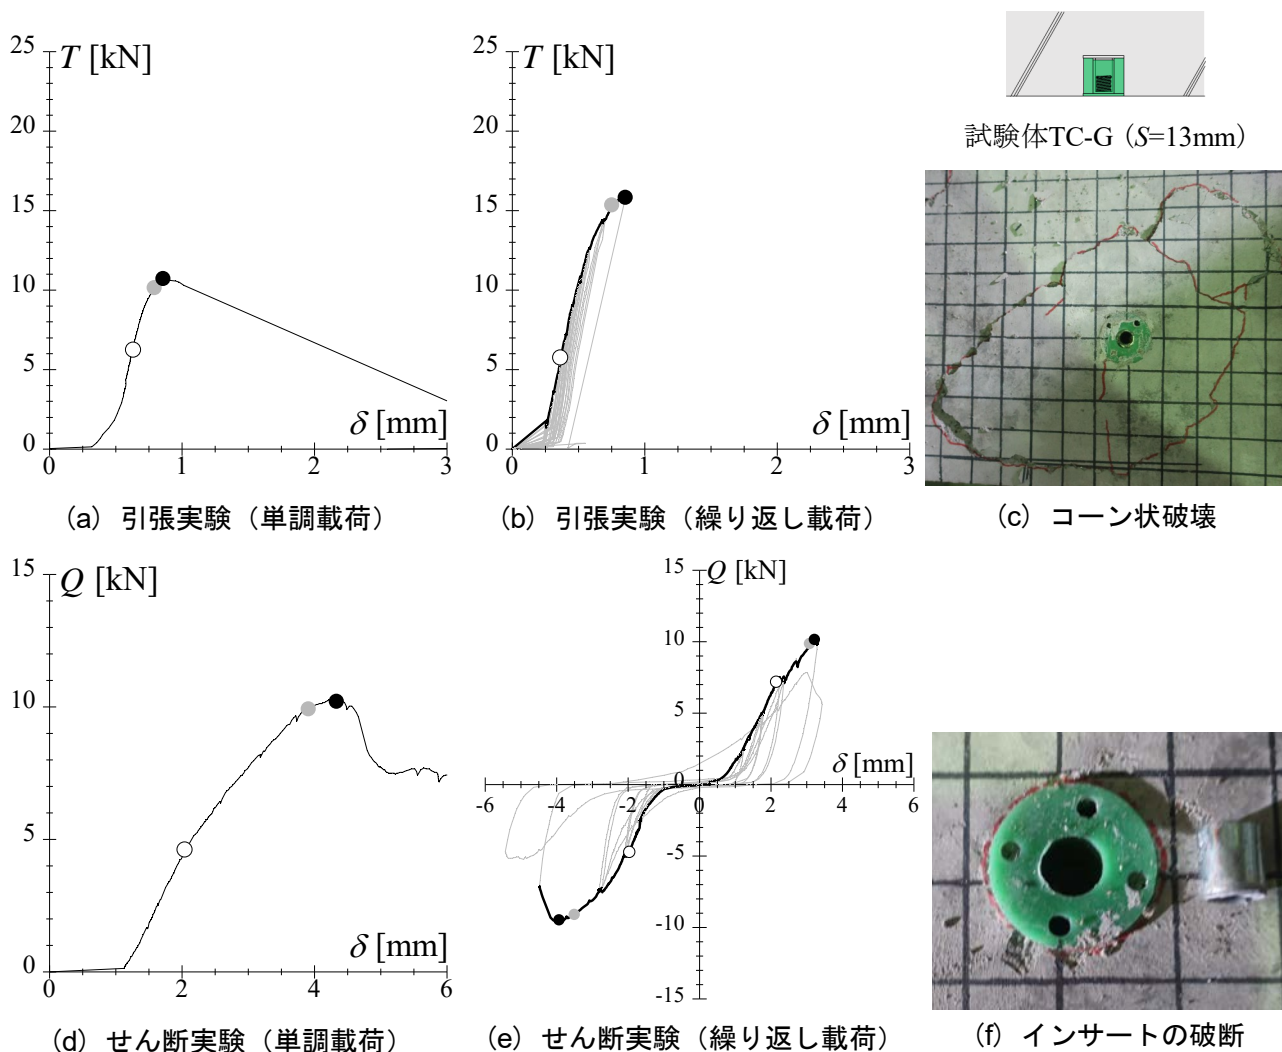 T [kN]
25
20
15
10
5
0
0
1
2
3
δ [mm]
(a) 引張実験（単調載荷）
T [kN]
25
20
15
10
5
0
0
1
2
3
δ [mm]
(b) 引張実験（繰り返し載荷）
試験体TC-G（S=13mm）
(c) コーン状破壊
Q [kN]
15
10
5
0
0
2
4
6
δ [mm]
(d) せん断実験（単調載荷）
Q [kN]
15
10
5
0
-5
-10
-15
-6
-4
-2
0
2
4
6
δ [mm]
(e) せん断実験（繰り返し載荷）
(f) インサートの破断